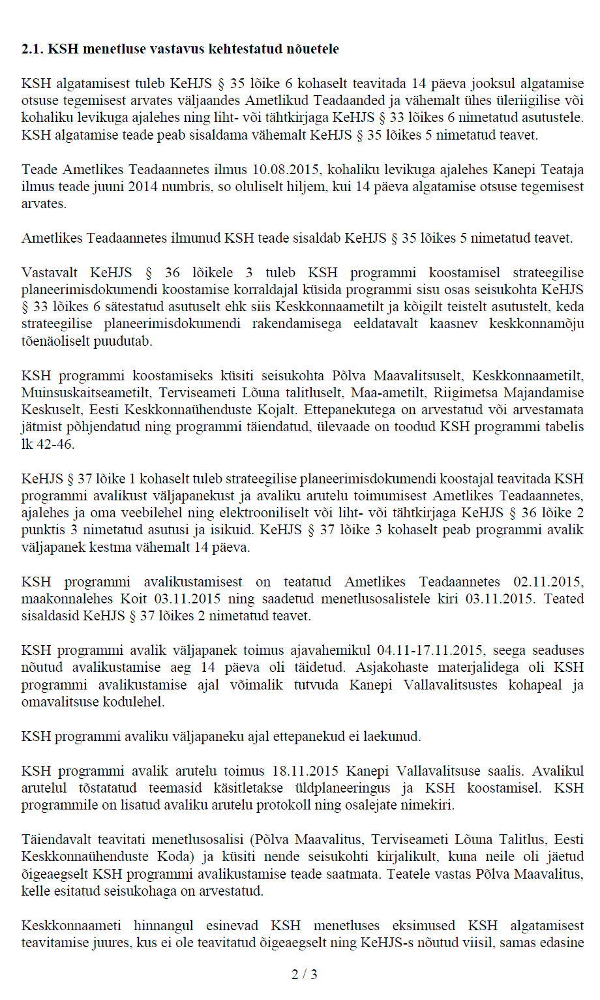 2.1. KSH menetluse vastavus kehtestatud nõuetele
KSH algatamisest tuleb KeHJS § 35 lõike 6 kohaselt teavitada 14 päeva jooksul algatamise
otsuse tegemisest arvates väljaandes Ametlikud Teadaanded ja vähemalt ühes üleriigilise või
kohaliku levikuga ajalehes ning liht- või tähtkirjaga KeHJS § 33 lõikes 6 nimetatud asutustele.
KSH algatamise teade peab sisaldama vähemalt KeHJS § 35 lõikes 5 nimetatud teavet.
Teade Ametlikes Teadaannetes ilmus 10.08.2015, kohaliku levikuga ajalehes Kanepi Teataja
ilmus teade juuni 2014 numbris, so oluliselt hiljem, kui 14 päeva algatamise otsuse tegemisest
arvates.
Ametlikes Teadaannetes ilmunud KSH teade sisaldab KeHJS § 35 lõikes 5 nimetatud teavet.
Vastavalt KeHJS § 36 lõikele 3 tuleb KSH programmi koostamisel strateegilise
planeerimisdokumendi koostamise korraldajal küsida programmi sisu osas seisukohta KeHJS
§ 33 lõikes 6 sätestatud asutuselt ehk siis Keskkonnaametilt ja kõigilt teistelt asutustelt, keda
strateegilise planeerimisdokumendi rakendamisega eeldatavalt kaasnev keskkonnamõju
tõenäoliselt puudutab.
KSH programmi koostamiseks küsiti seisukohta Põlva Maavalitsuselt, Keskkonnaametilt,
Muinsuskaitseametilt, Terviseameti Lõuna talitluselt, Maa-ametilt, Riigimetsa Majandamise
Keskuselt, Eesti Keskkonnaühenduste Kojalt. Ettepanekutega on arvestatud või arvestamata
jätmist põhjendatud ning programmi täiendatud, ülevaade on toodud KSH programmi tabelis
lk 42-46.
KeHJS § 37 lõike 1 kohaselt tuleb strateegilise planeerimisdokumendi koostajal teavitada KSH
programmi avalikust väljapanekust ja avaliku arutelu toimumisest Ametlikes Teadaannetes,
ajalehes ja oma veebilehel ning elektrooniliselt või liht- või tähtkirjaga KeHJS § 36 lõike 2
punktis 3 nimetatud asutusi ja isikuid. KeHJS § 37 lõike 3 kohaselt peab programmi avalik
väljapanek kestma vähemalt 14 päeva.
KSH programmi avalikustamisest on teatatud Ametlikes Teadaannetes 02.11.2015,
maakonnalehes Koit 03.11.2015 ning saadetud menetlusosalistele kiri 03.11.2015. Teated
sisaldasid KeHJS § 37 lõikes 2 nimetatud teavet.
KSH programmi avalik väljapanek toimus ajavahemikul 04.11-17.11.2015, seega seaduses
nõutud avalikustamise aeg 14 päeva oli täidetud. Asjakohaste materjalidega oli KSH
programmi avalikustamise ajal võimalik tutvuda Kanepi Vallavalitsustes kohapeal ja
omavalitsuse kodulehel.
KSH programmi avaliku väljapaneku ajal ettepanekud ei laekunud.
KSH programmi avalik arutelu toimus 18.11.2015 Kanepi Vallavalitsuse saalis. Avalikul
arutelul tõstatatud teemasid käsitletakse üldplaneeringus ja KSH koostamisel. KSH
programmile on lisatud avaliku arutelu protokoll ning osalejate nimekiri.
Täiendavalt teavitati menetlusosalisi (Põlva Maavalitus, Terviseameti Lõuna Talitlus, Eesti
Keskkonnaühenduste Koda) ja küsiti nende seisukohti kirjalikult, kuna neile oli jäetud
õigeaegselt KSH programmi avalikustamise teade saatmata. Teatele vastas Põlva Maavalitus,
kelle esitatud seisukohaga on arvestatud.
Keskkonnaameti hinnangul esinevad KSH menetluses eksimused KSH algatamisest
teavitamise juures, kus ei ole teavitatud õigeaegselt ning KeHJS-s nõutud viisil, samas edasine
2 / 3